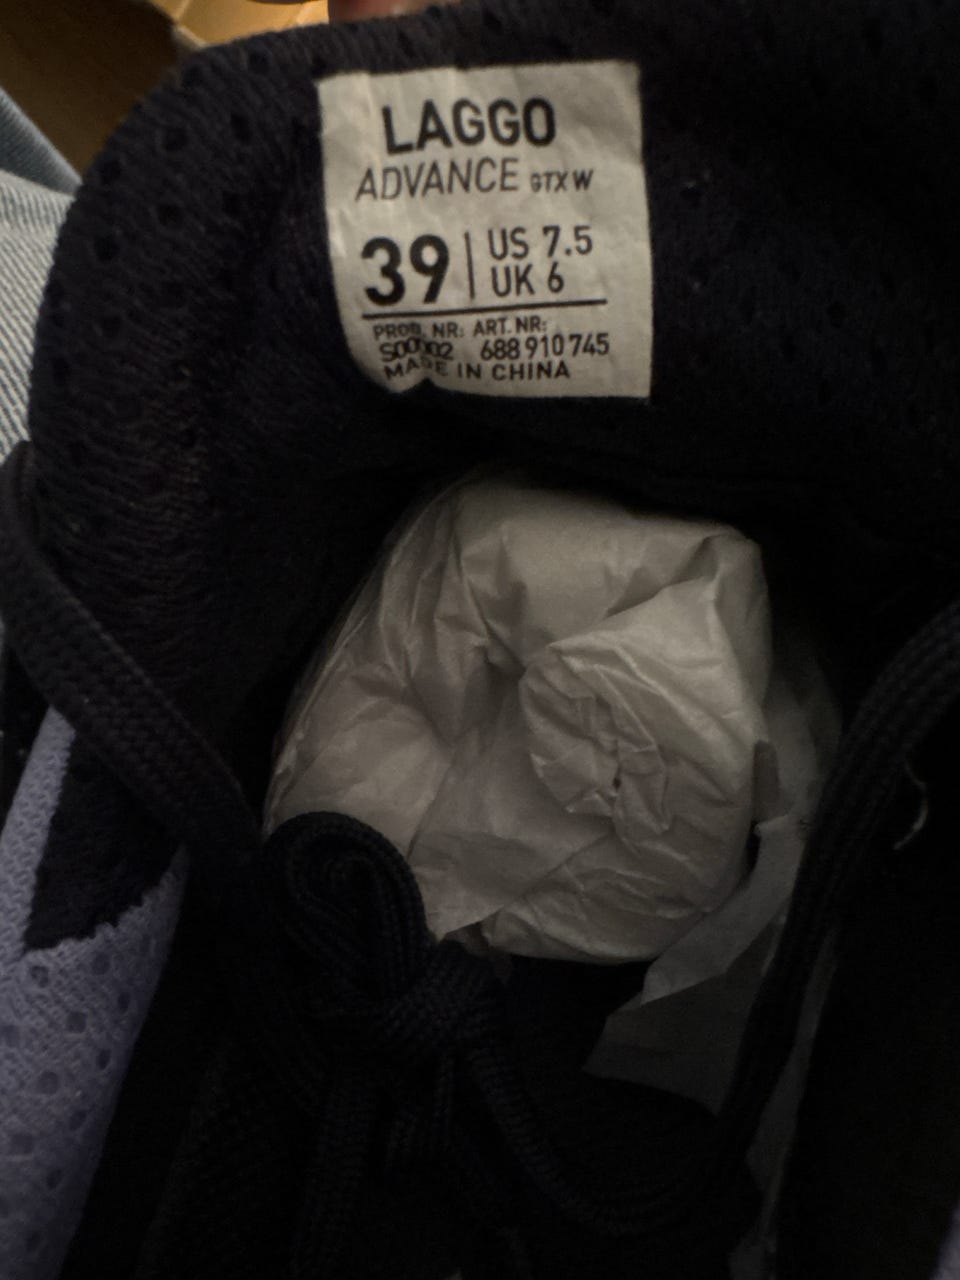 LAGGO
ADVANCE GTX W
39 US 7.5
UK 6
PROD. NR: ART. NR:
688 910 745
MADE IN CHINA